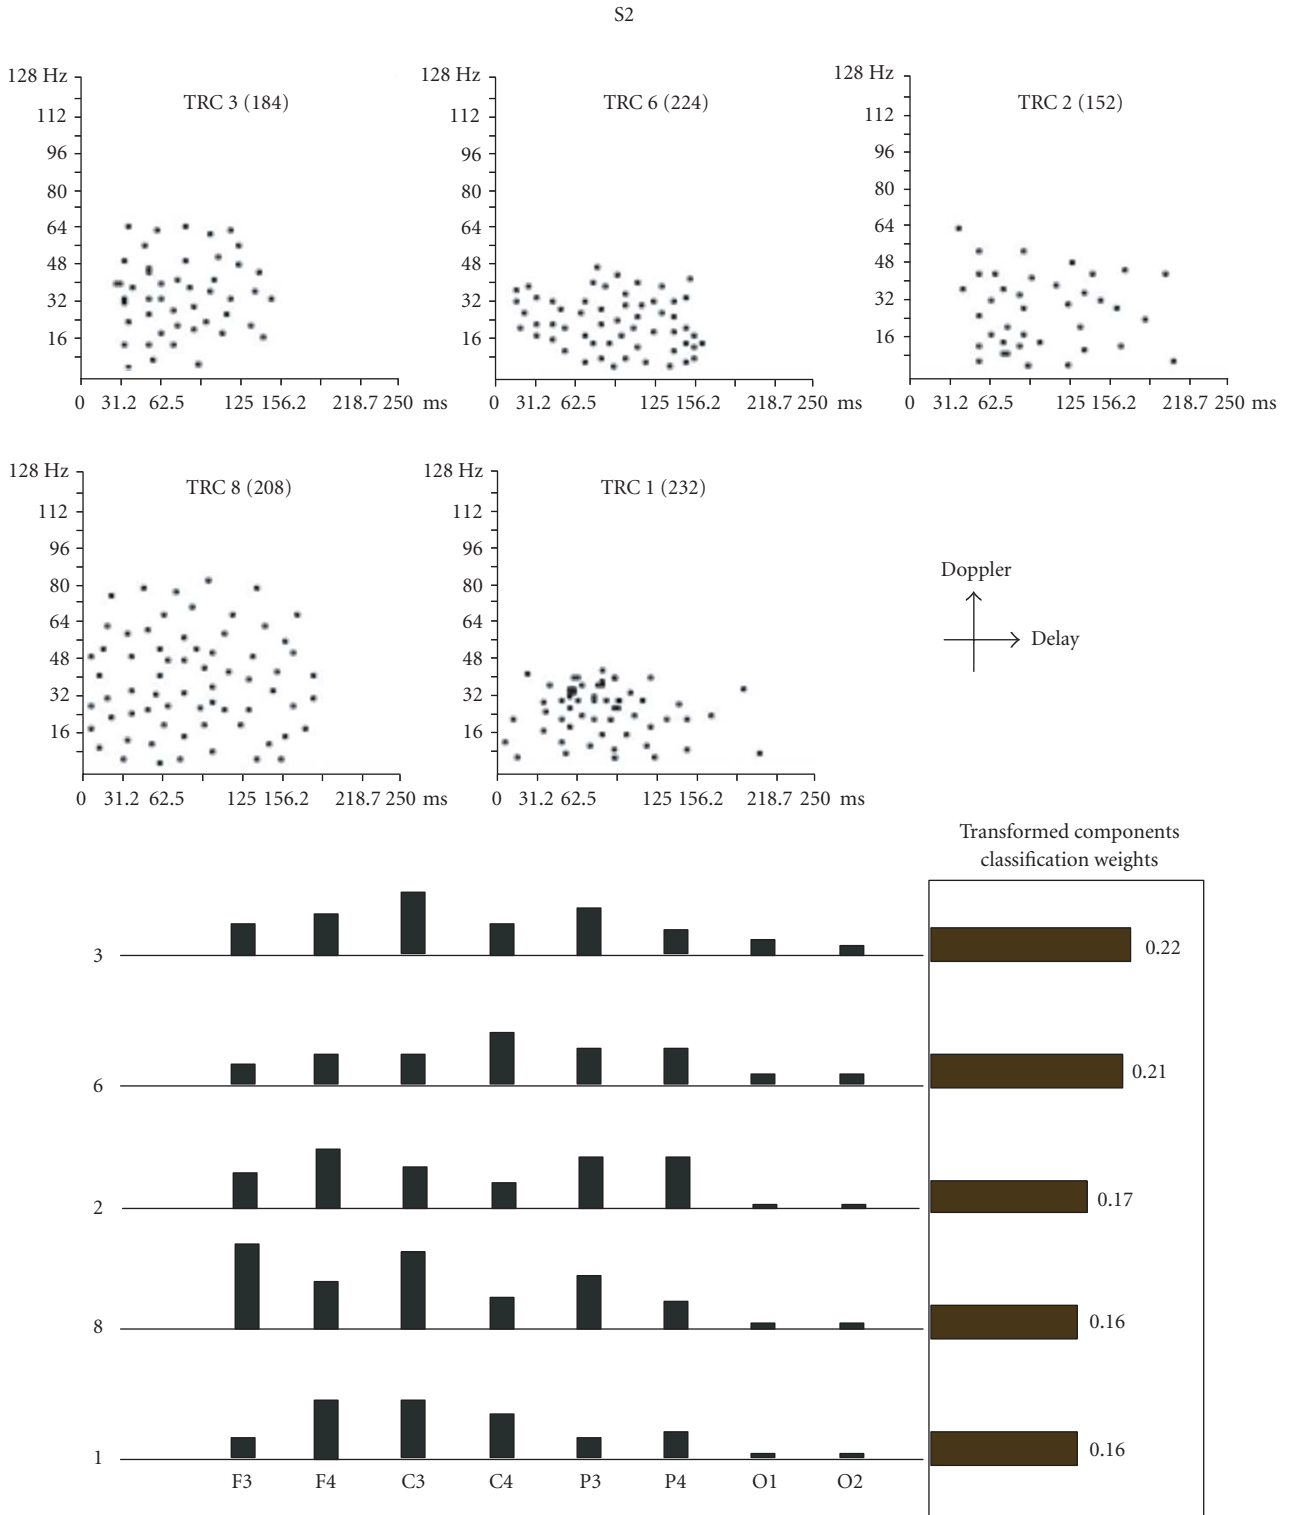 S2
TRC 3 (184)
128 Hz
112
96
80
64
48
32
16
0 31.2 62.5 125 156.2 218.7 250 ms
TRC 6 (224)
128 Hz
112
96
80
64
48
32
16
0 31.2 62.5 125 156.2 218.7 250 ms
TRC 2 (152)
128 Hz
112
96
80
64
48
32
16
0 31.2 62.5 125 156.2 218.7 250 ms
TRC 8 (208)
128 Hz
112
96
80
64
48
32
16
0 31.2 62.5 125 156.2 218.7 250 ms
TRC 1 (232)
128 Hz
112
96
80
64
48
32
16
0 31.2 62.5 125 156.2 218.7 250 ms
Doppler
Delay
Transformed components
classification weights
3 0.22
6 0.21
2 0.17
8 0.16
1 0.16
F3 F4 C3 C4 P3 P4 O1 O2